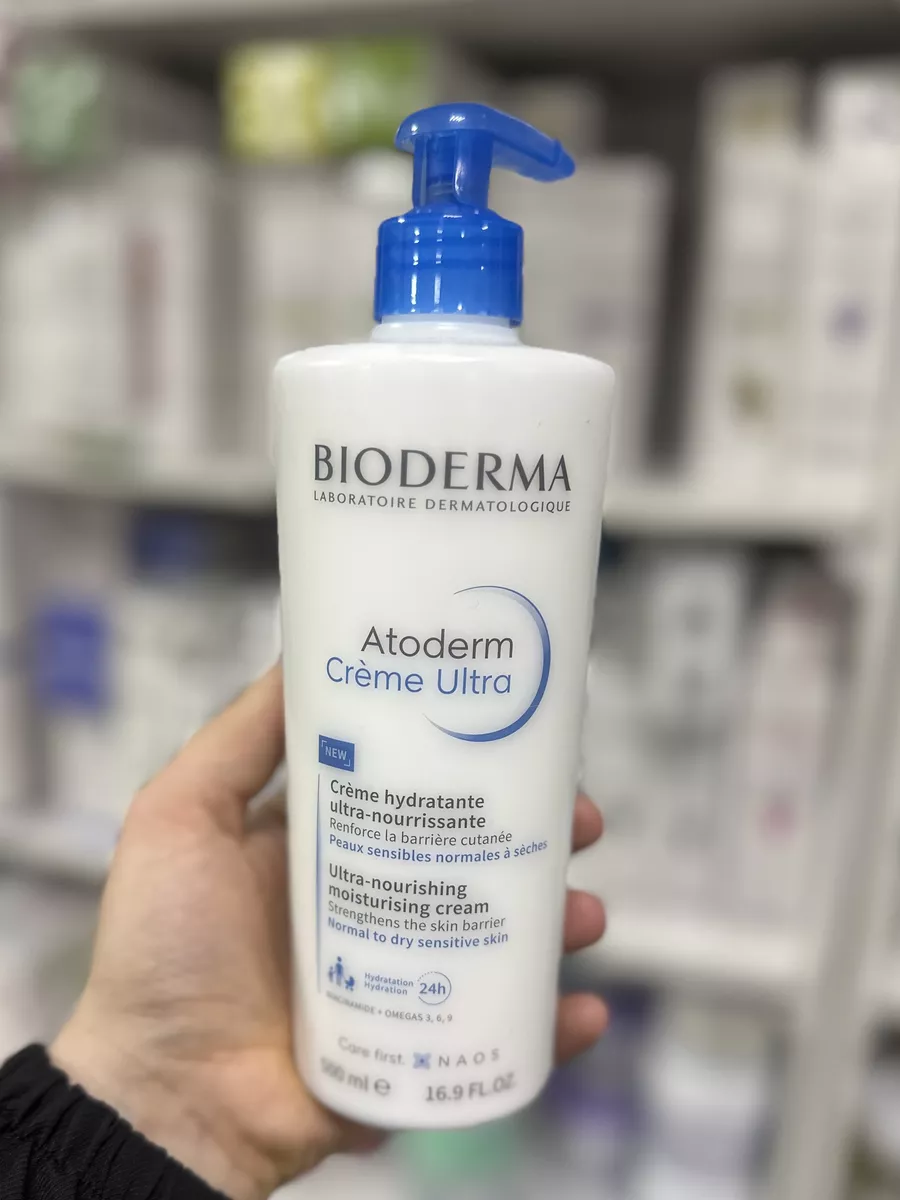 BIODERMA
LABORATOIRE DERMATOLOGIQUE
Atoderm
Crème Ultra
NEW
Crème hydratante
ultra-nourrissante
Renforce la barrière cutanée
Peaux sensibles normales à sèches
Ultra-nourishing
moisturising cream
Strengthens the skin barrier
Normal to dry sensitive skin
Hydratation
Hydration
24h
NIACINAMIDE + OMEGAS 3, 6, 9
Care first. NAOS
500 ml e 16.9 FL.OZ.